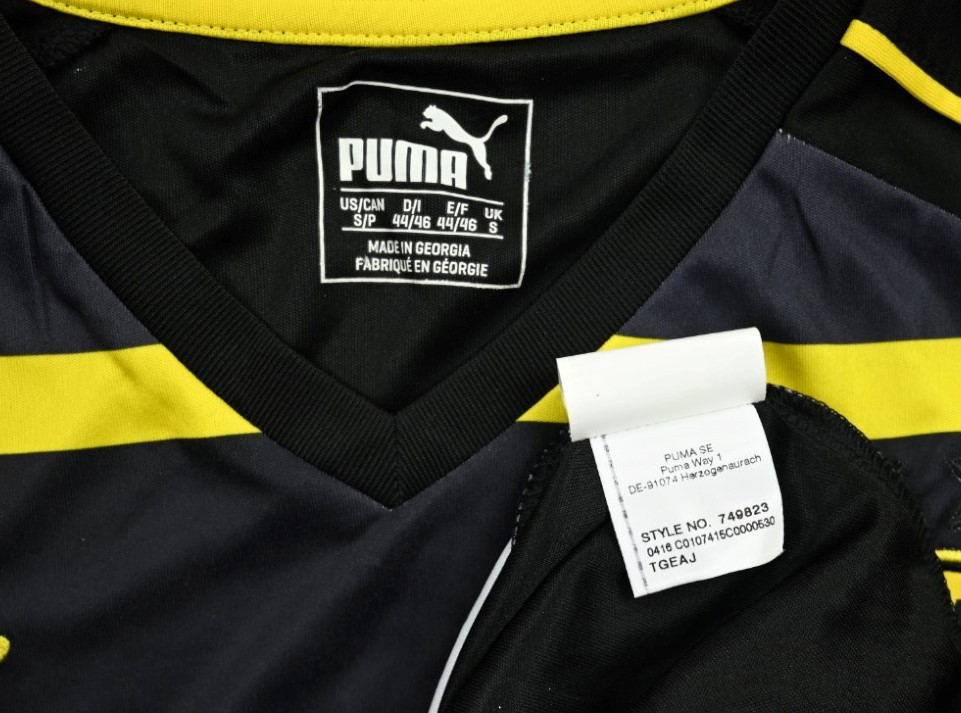 PUMA
US/CAN D/I E/F UK
S/P 44/46 44/46 S
MADE IN GEORGIA
FABRIQUÉ EN GÉORGIE
PUMA SE
Puma Way 1
DE-91074 Herzogenaurach
STYLE NO. 749823
0416 C0107415C0000530
TGEAJ